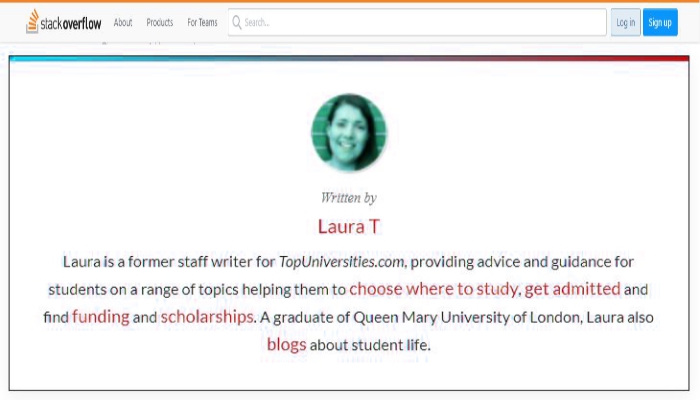 stackoverflow About Products For Teams Search... Log in Sign up
Written by
Laura T
Laura is a former staff writer for TopUniversities.com, providing advice and guidance for
students on a range of topics helping them to choose where to study, get admitted and
find funding and scholarships. A graduate of Queen Mary University of London, Laura also
blogs about student life.